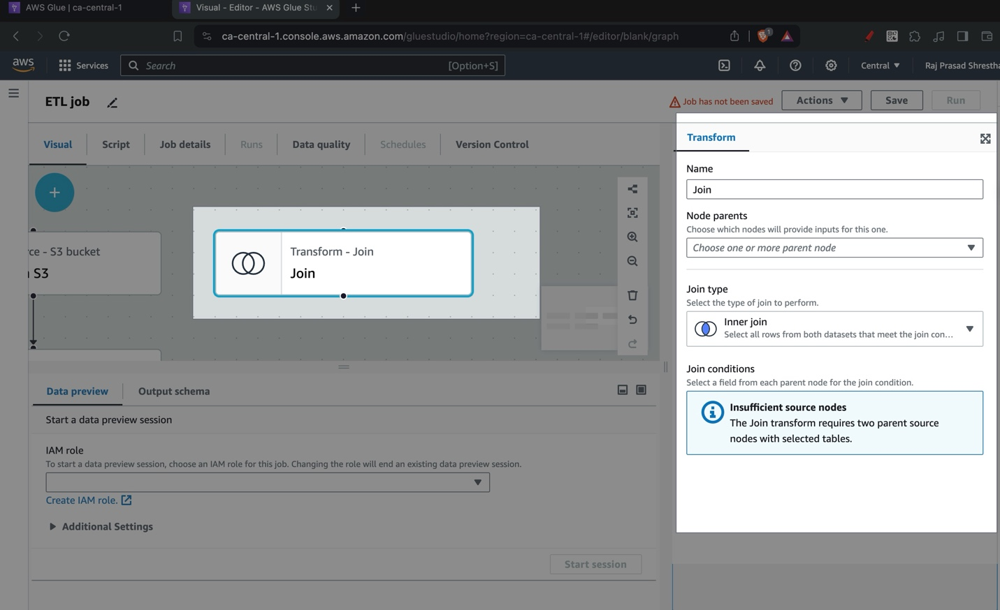 AWS Glue | ca-central-1
Visual - Editor - AWS Glue Stu
ca-central-1.console.aws.amazon.com/gluestudio/home?region=ca-central-1#/editor/blank/graph
1
aws
Services
Search
[Option+S]
Central
Raj Prasad Shrestha
ETL job
Job has not been saved
Actions
Save
Run
Visual
Script
Job details
Runs
Data quality
Schedules
Version Control
rce - S3 bucket
S3
Transform - Join
Join
Transform
Name
Join
Node parents
Choose which nodes will provide inputs for this one.
Choose one or more parent node
Join type
Select the type of join to perform.
Inner join
Select all rows from both datasets that meet the join con...
Join conditions
Select a field from each parent node for the join condition.
Insufficient source nodes
The Join transform requires two parent source
nodes with selected tables.
Data preview
Output schema
Start a data preview session
IAM role
To start a data preview session, choose an IAM role for this job. Changing the role will end an existing data preview session.
Create IAM role.
Additional Settings
Start session